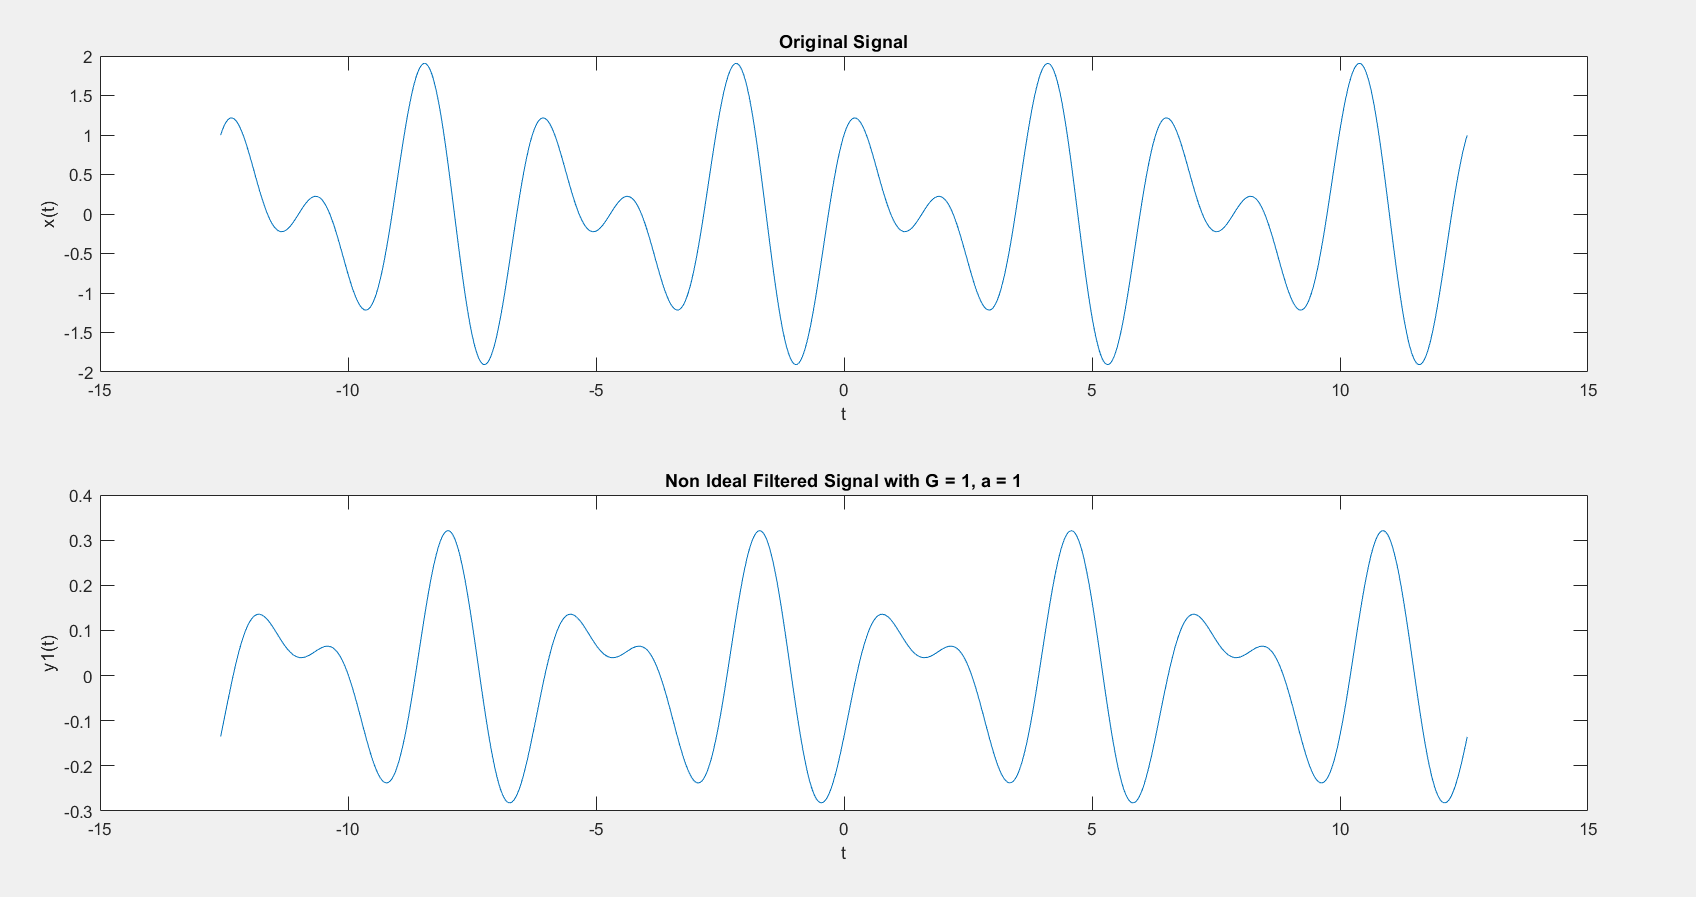 Original Signal
2
1.5
1
0.5
0
-0.5
-1
-1.5
-2
x(t)
-15 -10 -5 0 5 10 15
t
Non Ideal Filtered Signal with G = 1, a = 1
0.4
0.3
0.2
0.1
0
-0.1
-0.2
-0.3
y1(t)
-15 -10 -5 0 5 10 15
t